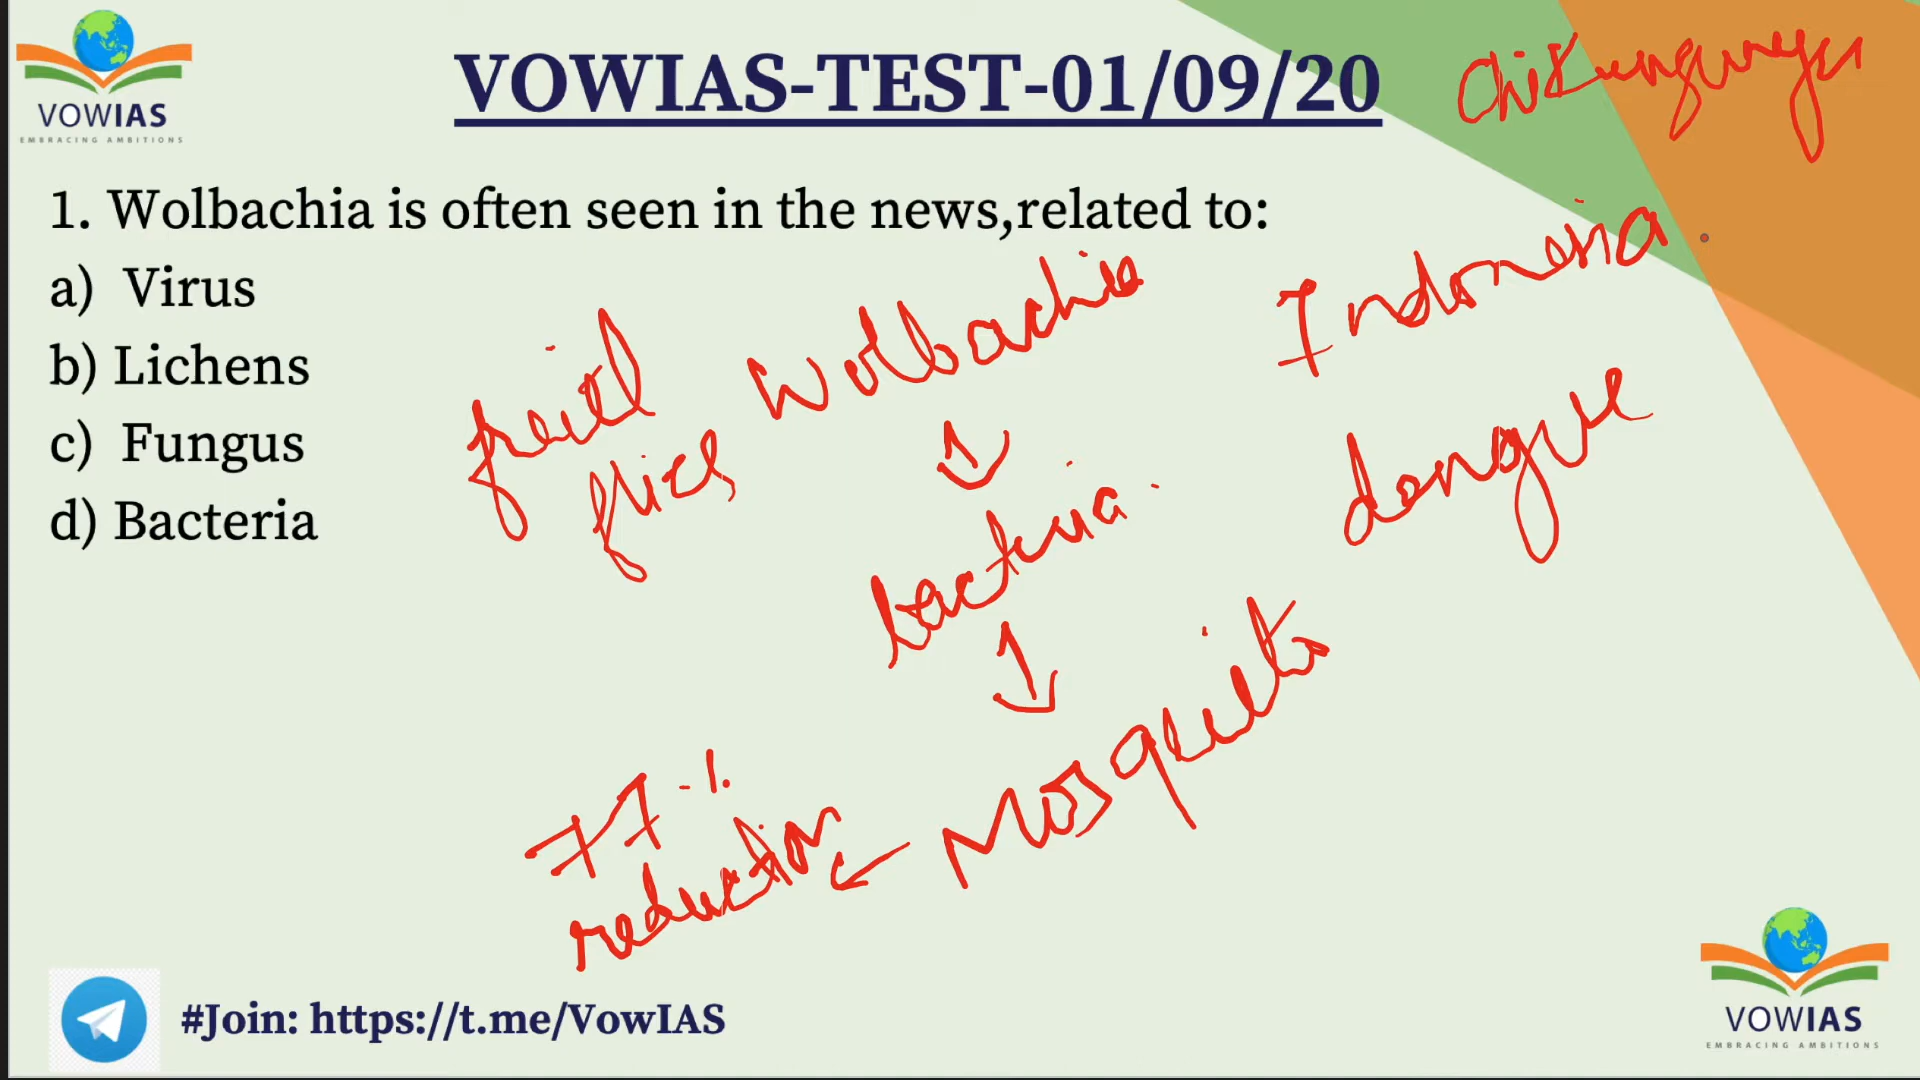 VOWIAS
EMBRACING AMBITIONS
VOWIAS-TEST-01/09/20
Chikungunya
1. Wolbachia is often seen in the news,related to:
a) Virus
b) Lichens
c) Fungus
d) Bacteria
Indonesia
Wolbachia
fruit
flies
dengue
bacteria
Mosquito
77%
reduction
#Join: https://t.me/VowIAS
VOWIAS
EMBRACING AMBITIONS